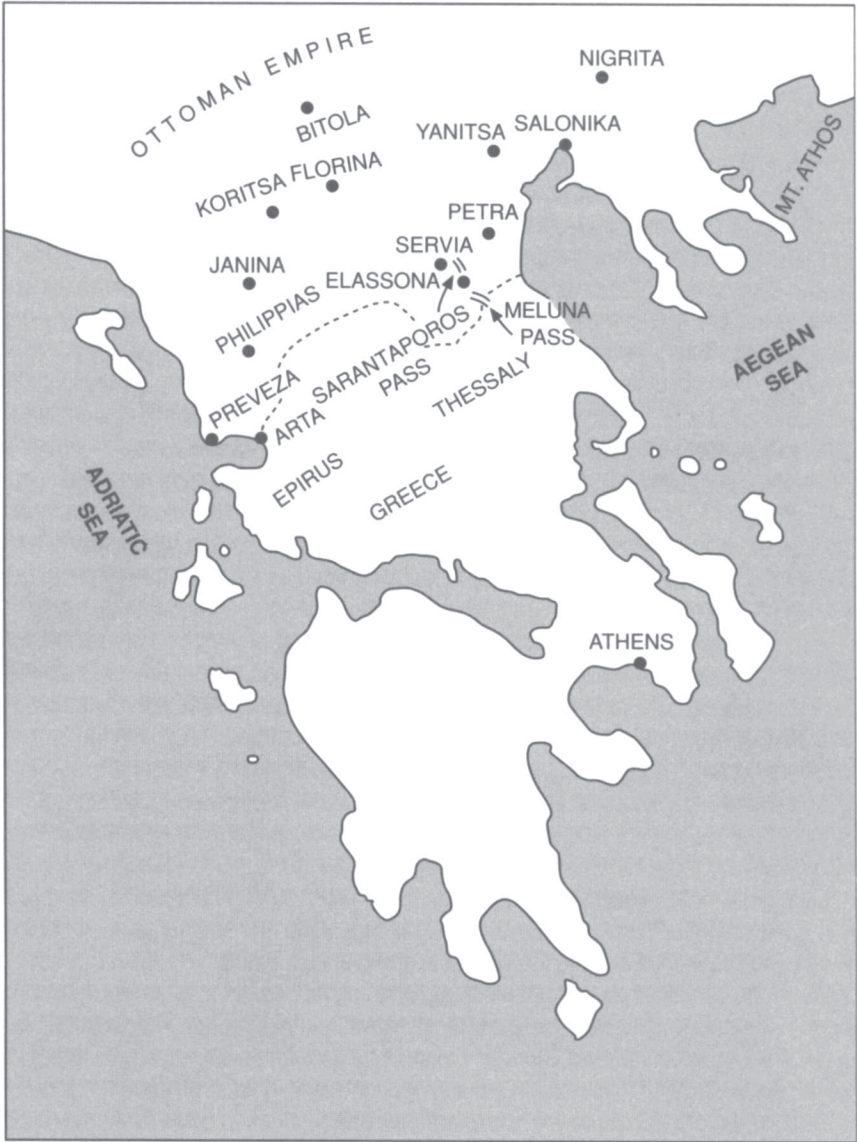 OTTOMAN EMPIRE
NIGRITA
BITOLA
YANITSA
SALONIKA
MT. ATHOS
FLORINA
KORITSA
PETRA
SERVIA
JANINA
ELASSONA
PHILIPPIAS
MELUNA
PASS
SARANTAPOROS
PASS
AEGEAN
SEA
THESSALY
PREVEZA
ARTA
EPIRUS
GREECE
ADRIATIC
SEA
ATHENS